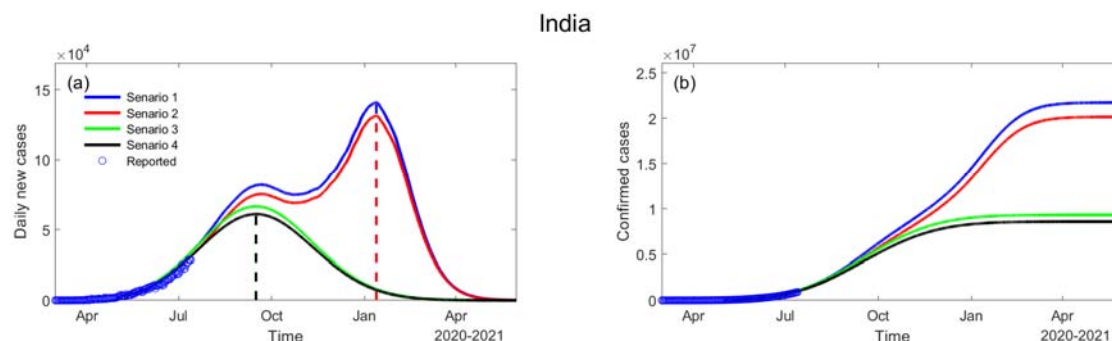 India
×10⁴
(a)
15
10
5
0
Daily new cases
Senario 1
Senario 2
Senario 3
Senario 4
Reported
Apr
Jul
Oct
Jan
Apr
Time
2020-2021
×10⁷
(b)
2.5
2
1.5
1
0.5
0
Confirmed cases
Apr
Jul
Oct
Jan
Apr
Time
2020-2021